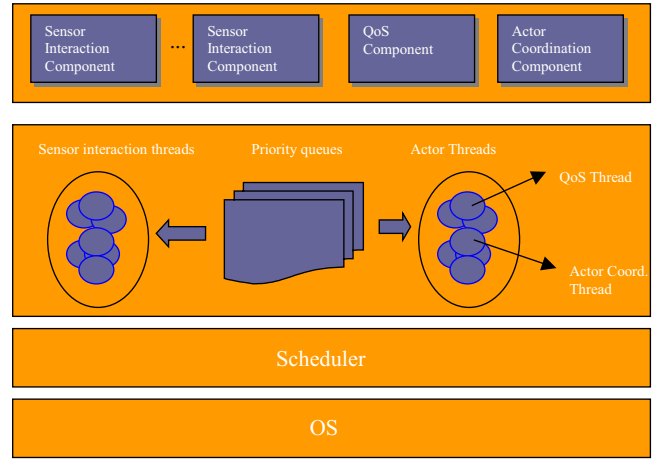 Sensor
Interaction
Component
...
Sensor
Interaction
Component
QoS
Component
Actor
Coordination
Component
Sensor interaction threads
Priority queues
Actor Threads
QoS Thread
Actor Coord.
Thread
Scheduler
OS